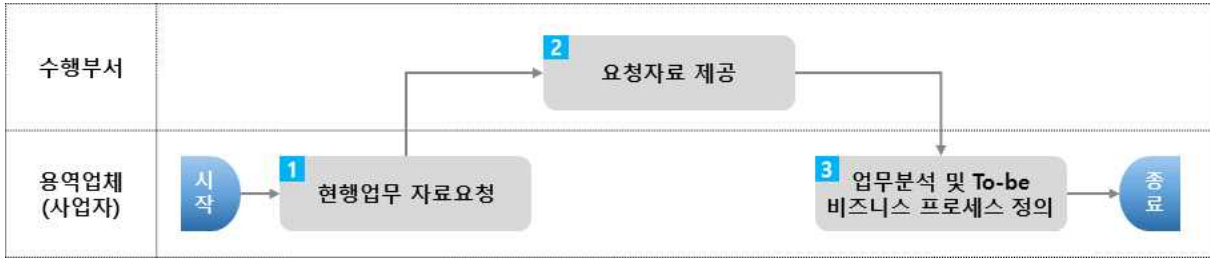 수행부서
2
요청자료 제공
용역업체
(사업자)
시
작
1
현행업무 자료요청
3
업무분석 및 To-be
비즈니스 프로세스 정의
종
료